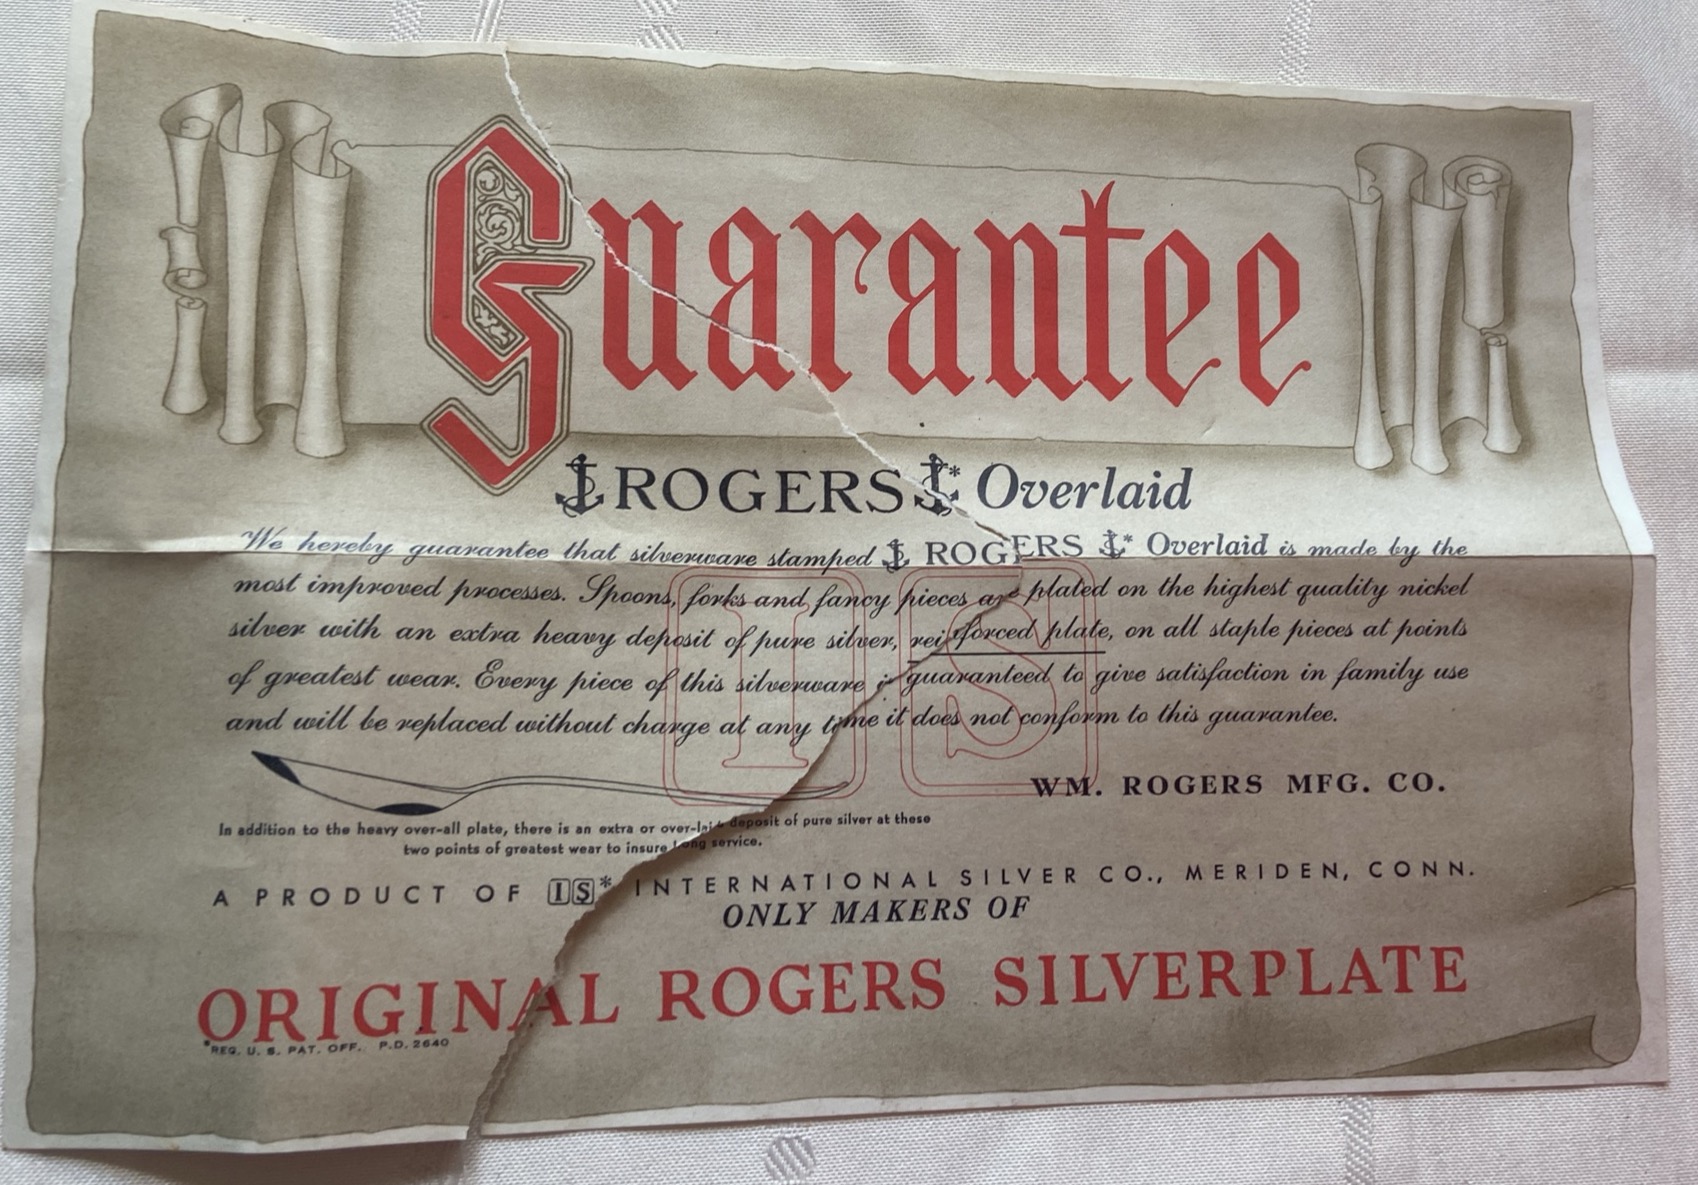 Guarantee
⚓ROGERS⚓* Overlaid
We hereby guarantee that silverware stamped ⚓ ROGERS ⚓* Overlaid is made by the
most improved processes. Spoons, forks and fancy pieces are plated on the highest quality nickel
silver with an extra heavy deposit of pure silver, reinforced plate, on all staple pieces at points
of greatest wear. Every piece of this silverware is guaranteed to give satisfaction in family use
and will be replaced without charge at any time it does not conform to this guarantee.
IS
WM. ROGERS MFG. CO.
In addition to the heavy over-all plate, there is an extra or over-laid deposit of pure silver at these
two points of greatest wear to insure long service.
A PRODUCT OF IS* INTERNATIONAL SILVER CO., MERIDEN, CONN.
ONLY MAKERS OF
ORIGINAL ROGERS SILVERPLATE
*REG. U. S. PAT. OFF. P.D. 2640